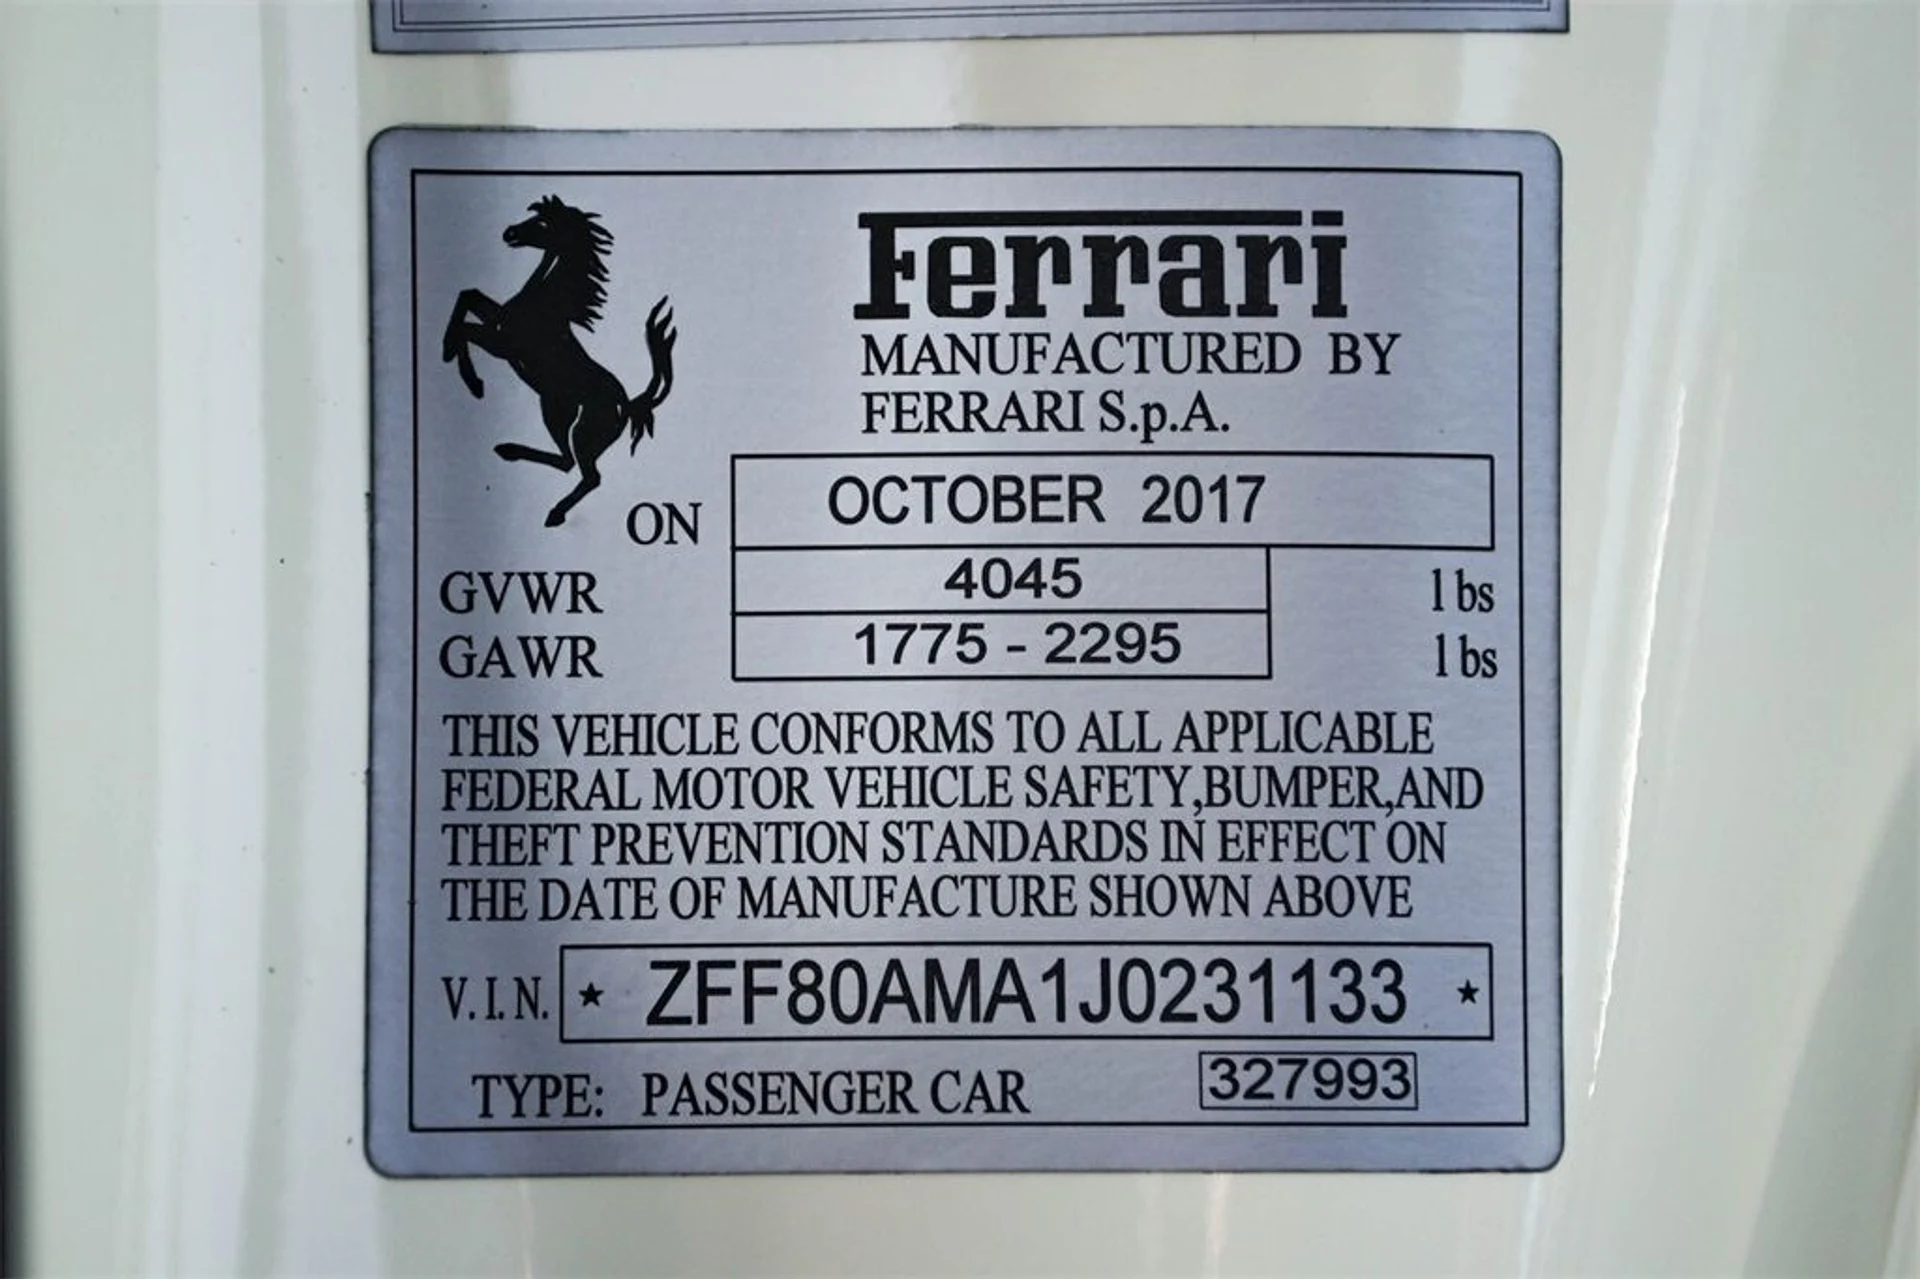 Ferrari
MANUFACTURED BY
FERRARI S.p.A.
ON OCTOBER 2017
GVWR 4045 lbs
GAWR 1775 - 2295 lbs
THIS VEHICLE CONFORMS TO ALL APPLICABLE
FEDERAL MOTOR VEHICLE SAFETY,BUMPER,AND
THEFT PREVENTION STANDARDS IN EFFECT ON
THE DATE OF MANUFACTURE SHOWN ABOVE
V.I.N. ★ ZFF80AMA1J0231133 ★
TYPE: PASSENGER CAR 327993